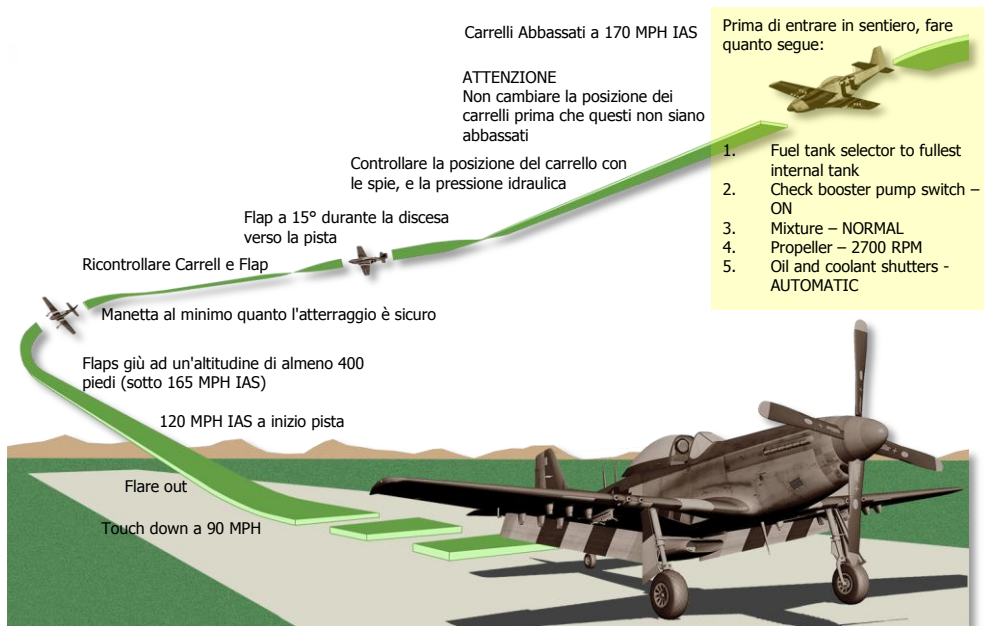 Prima di entrare in sentiero, fare
quanto segue:
Carrelli Abbassati a 170 MPH IAS
ATTENZIONE
Non cambiare la posizione dei
carrelli prima che questi non siano
abbassati
1. Fuel tank selector to fullest
internal tank
2. Check booster pump switch –
ON
3. Mixture – NORMAL
4. Propeller – 2700 RPM
5. Oil and coolant shutters -
AUTOMATIC
Controllare la posizione del carrello con
le spie, e la pressione idraulica
Flap a 15° durante la discesa
verso la pista
Ricontrollare Carrell e Flap
Manetta al minimo quanto l'atterraggio è sicuro
Flaps giù ad un'altitudine di almeno 400
piedi (sotto 165 MPH IAS)
120 MPH IAS a inizio pista
Flare out
Touch down a 90 MPH